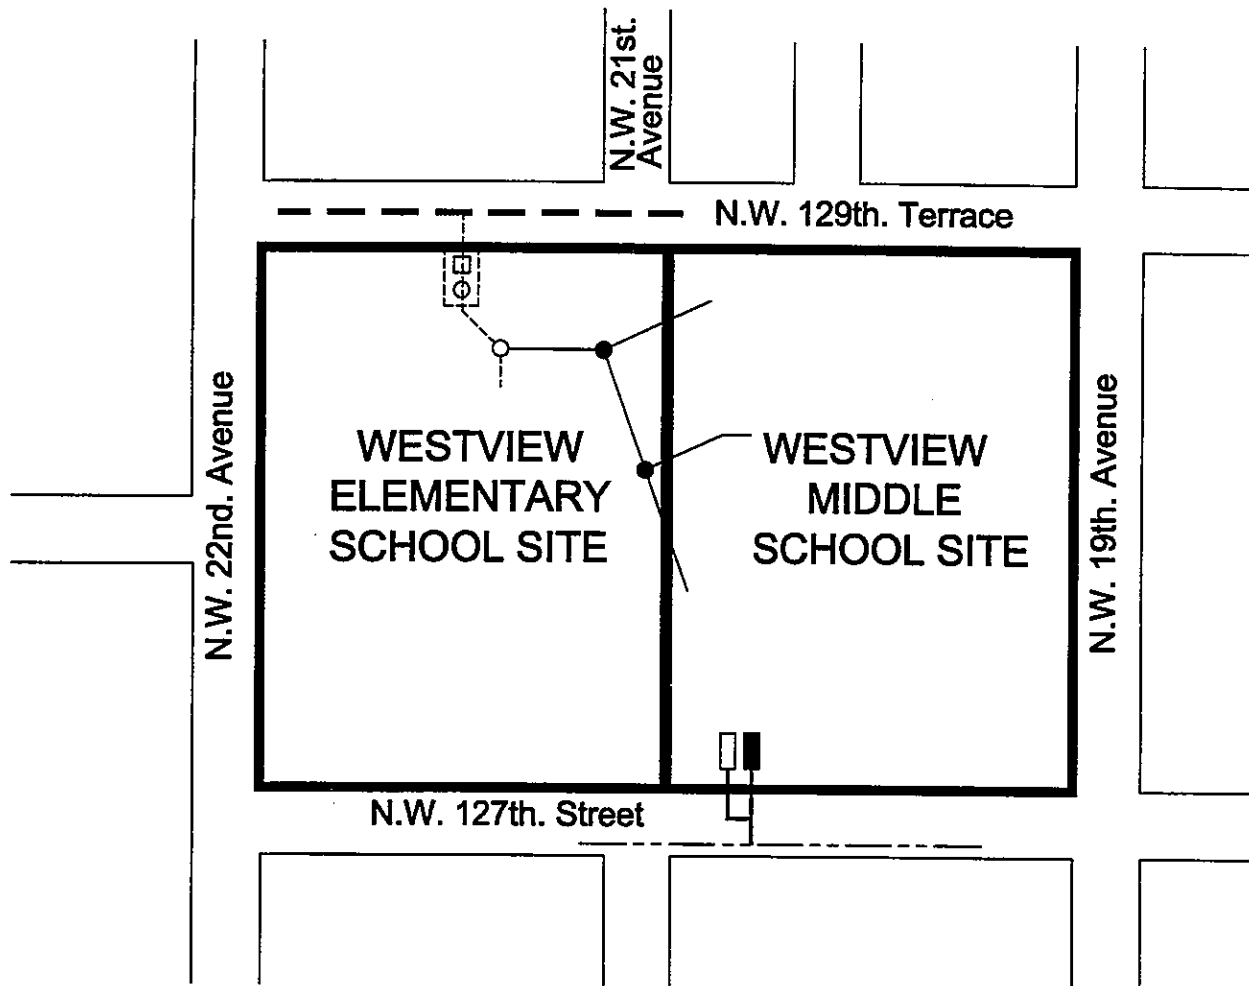 N.W. 21st.
Avenue
N.W. 129th. Terrace
N.W. 22nd. Avenue
WESTVIEW
ELEMENTARY
SCHOOL SITE
WESTVIEW
MIDDLE
SCHOOL SITE
N.W. 19th. Avenue
N.W. 127th. Street